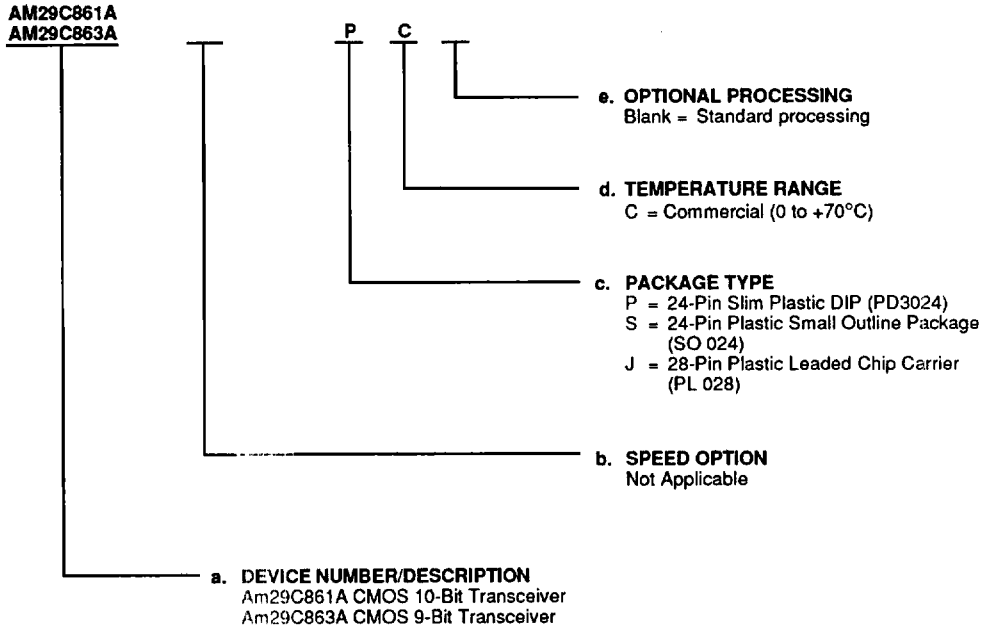 AM29C861A
AM29C863A
P C
e. OPTIONAL PROCESSING
Blank = Standard processing
d. TEMPERATURE RANGE
C = Commercial (0 to +70°C)
c. PACKAGE TYPE
P = 24-Pin Slim Plastic DIP (PD3024)
S = 24-Pin Plastic Small Outline Package
(SO 024)
J = 28-Pin Plastic Leaded Chip Carrier
(PL 028)
b. SPEED OPTION
Not Applicable
a. DEVICE NUMBER/DESCRIPTION
Am29C861A CMOS 10-Bit Transceiver
Am29C863A CMOS 9-Bit Transceiver